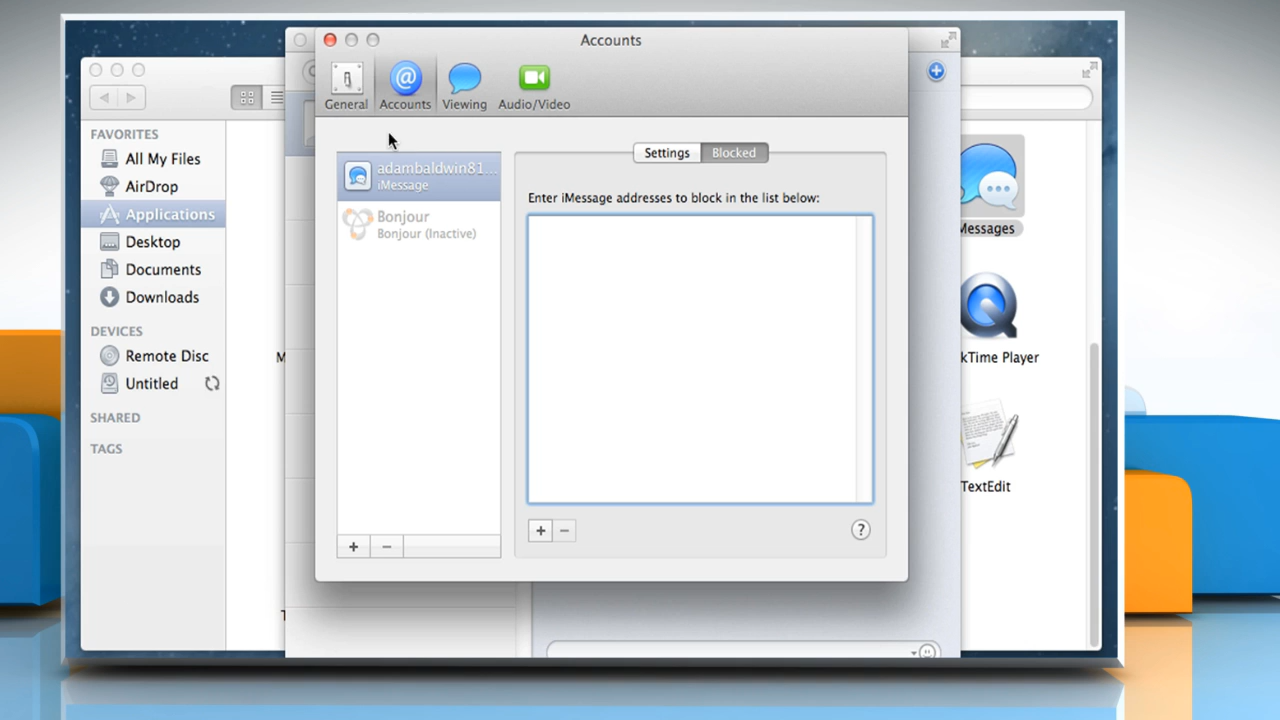 Accounts
General
Accounts
Viewing
Audio/Video
FAVORITES
All My Files
AirDrop
Applications
Desktop
Documents
Downloads
DEVICES
Remote Disc
Untitled
SHARED
TAGS
adambaldwin81...
iMessage
Bonjour
Bonjour (Inactive)
Settings
Blocked
Enter iMessage addresses to block in the list below:
Messages
kTime Player
TextEdit